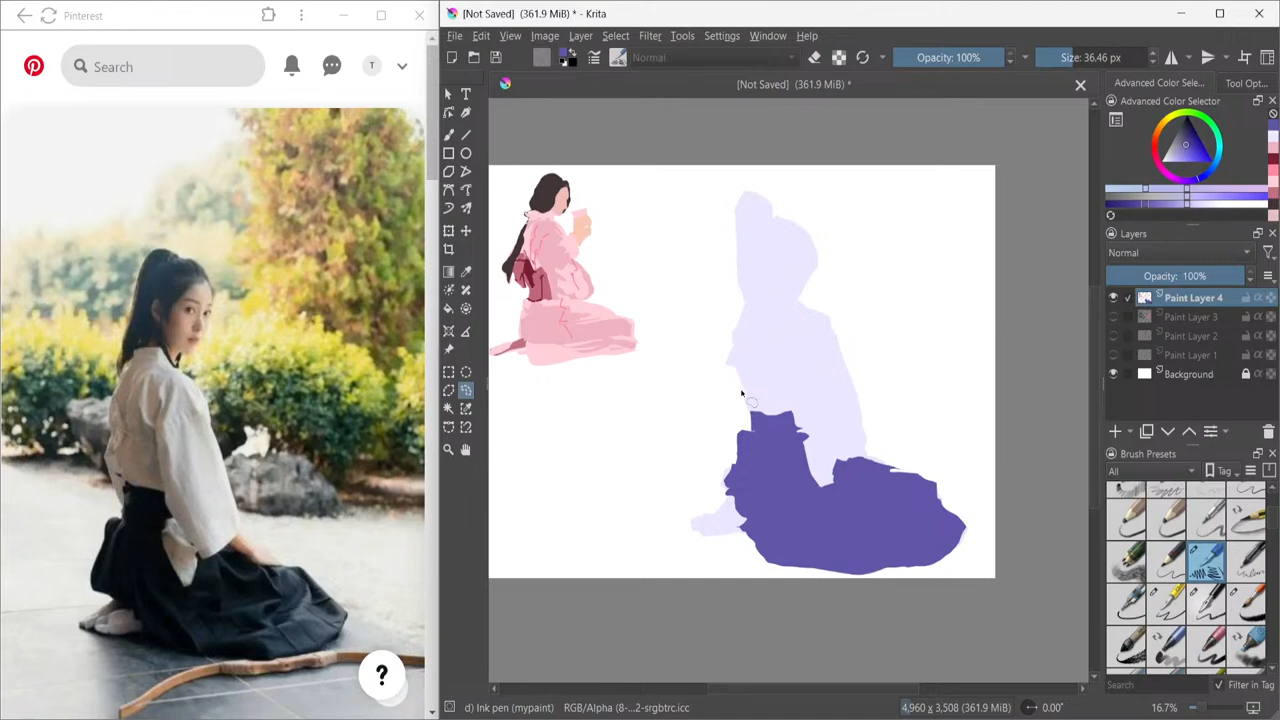 Pinterest
Search
T
?
[Not Saved] (361.9 MiB) * - Krita
File Edit View Image Layer Select Filter Tools Settings Window Help
Normal
Opacity: 100%
Size: 36.46 px
[Not Saved] (361.9 MiB) *
Advanced Color Sele...
Tool Opt...
Advanced Color Selector
Layers
Normal
Opacity: 100%
Paint Layer 4
Paint Layer 3
Paint Layer 2
Paint Layer 1
Background
Brush Presets
All
Tag
Search
Filter in Tag
d) Ink pen (mypaint)
RGB/Alpha (8-...2-srgbtrc.icc
4,960 x 3,508 (361.9 MiB)
0.00°
16.7%